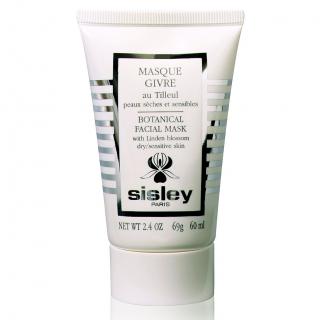 MASQUE
GIVRE
au Tilleul
peaux sèches et sensibles
BOTANICAL
FACIAL MASK
with Linden blossom
dry/sensitive skin
sisley
PARIS
NET WT 2.4 OZ 69g 60 ml